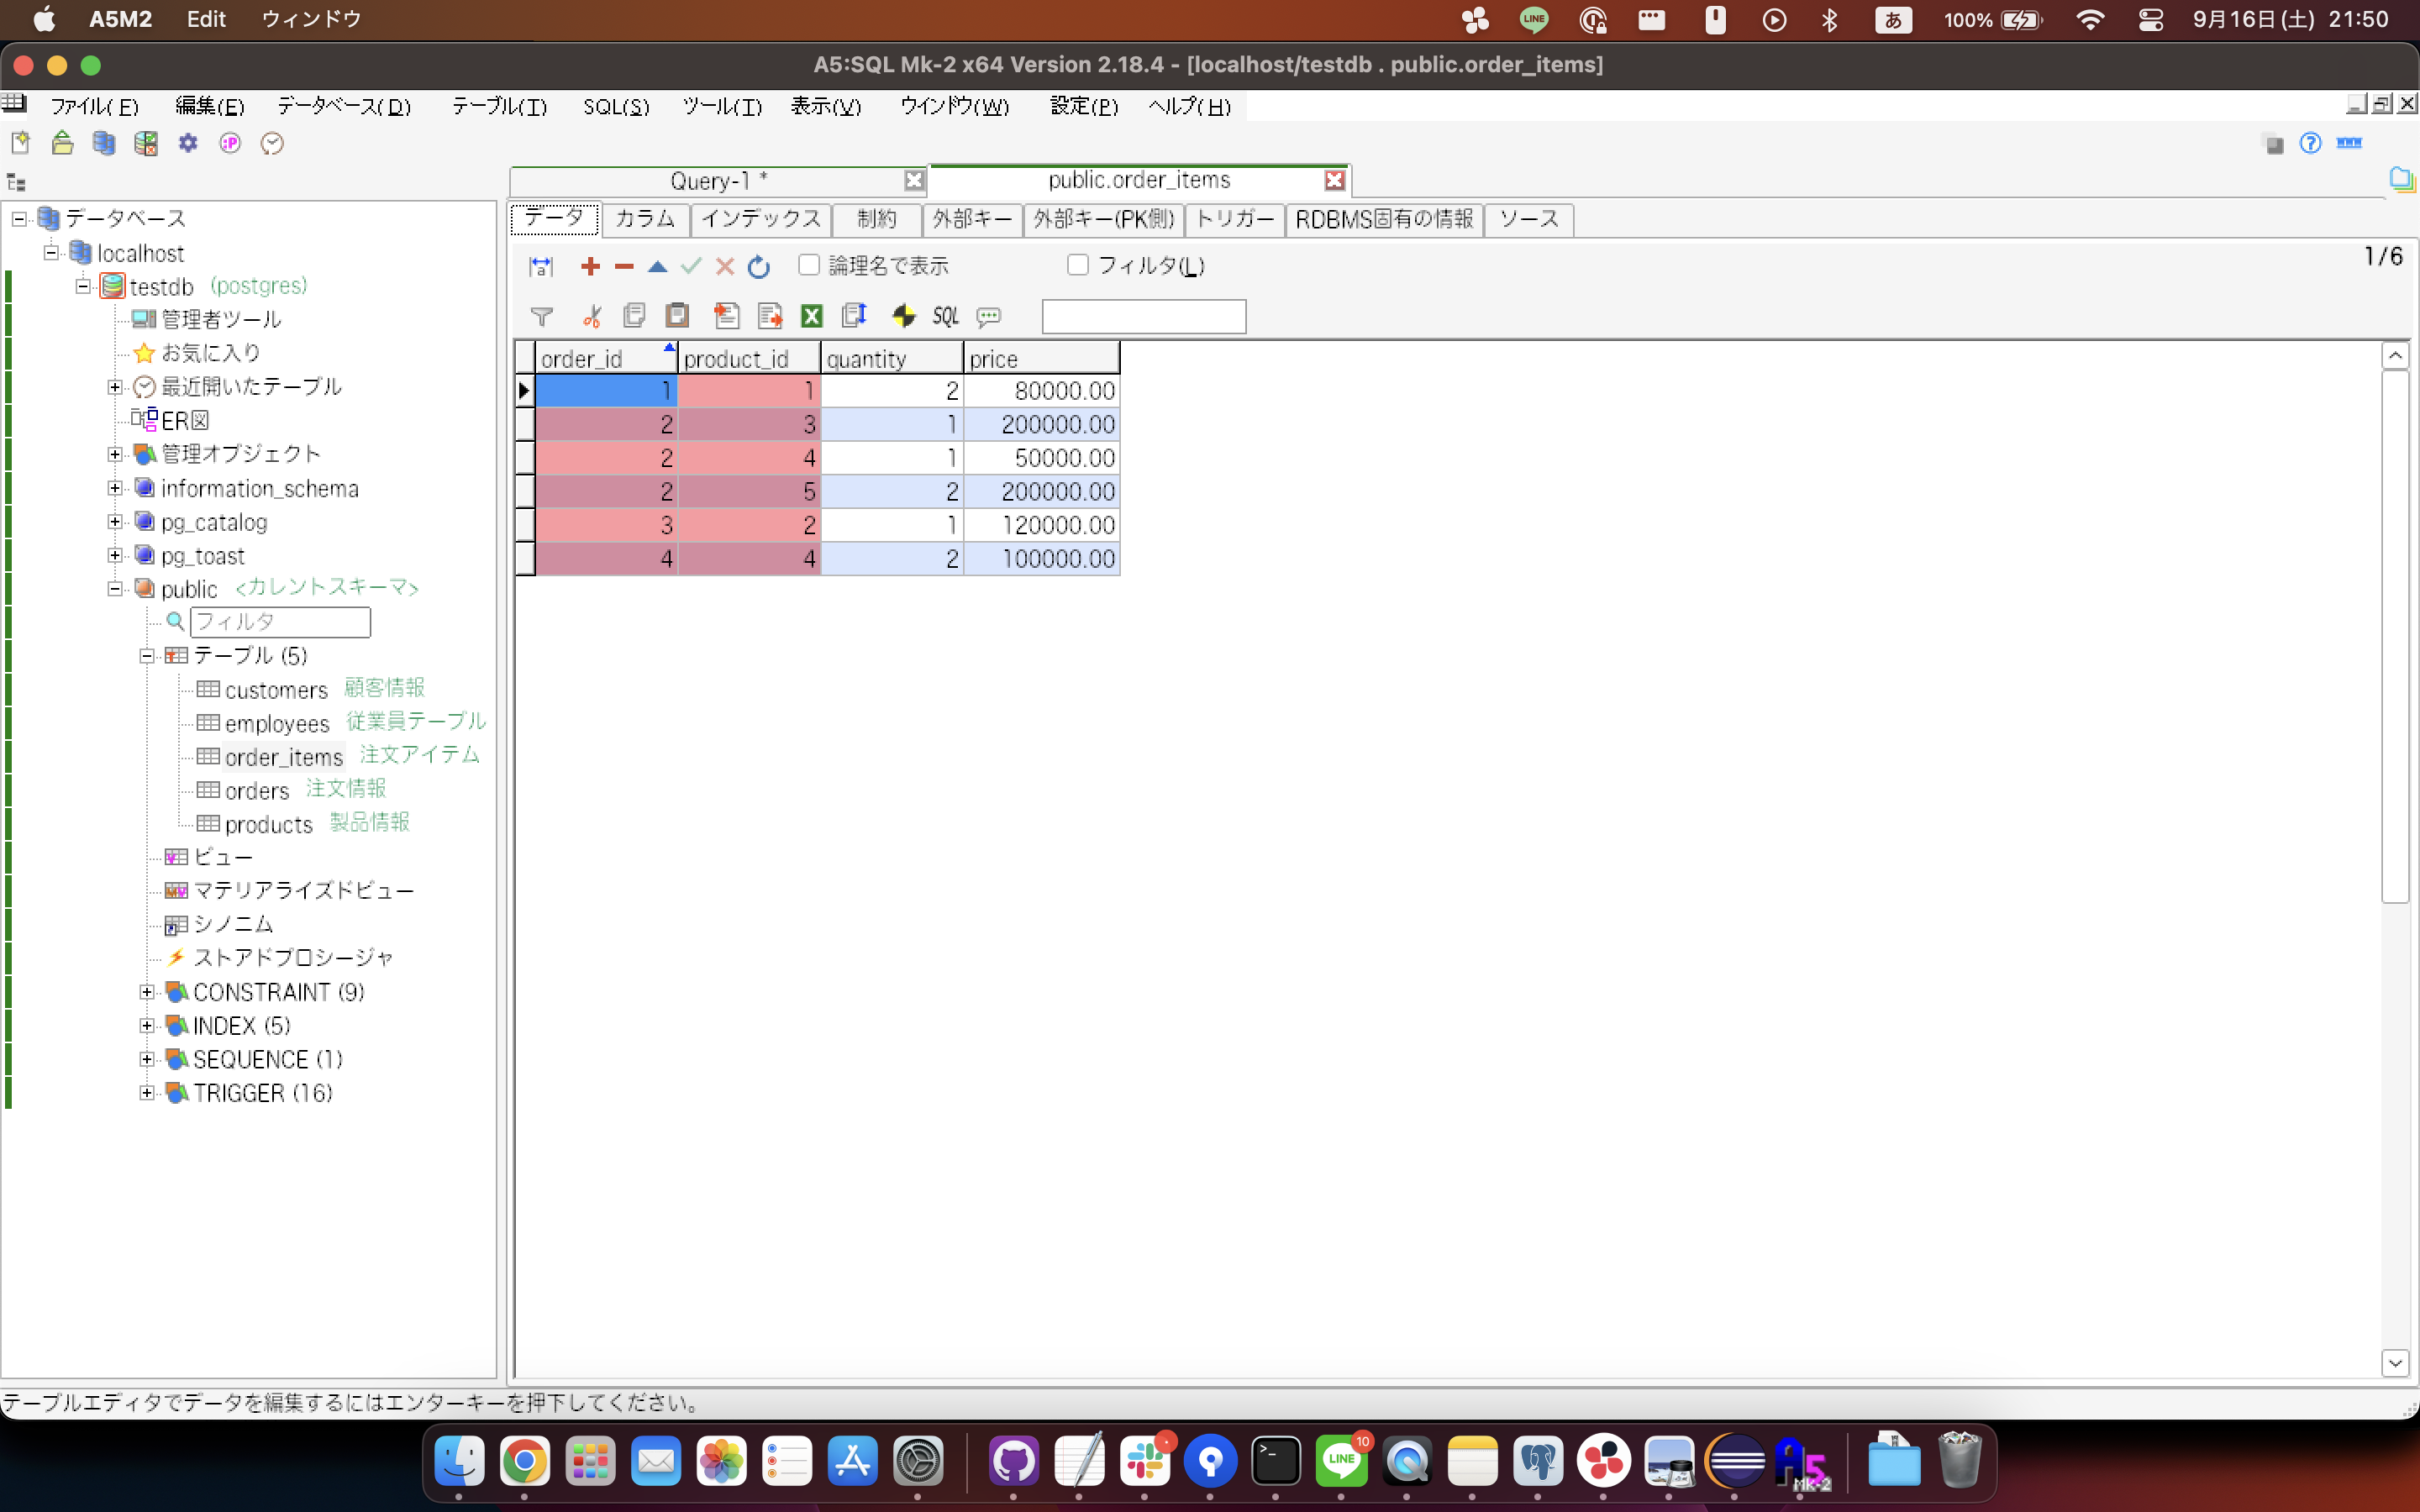 A5M2 Edit ウィンドウ LINE あ 100% 9月16日(土) 21:50
A5:SQL Mk-2 x64 Version 2.18.4 - [localhost/testdb . public.order_items]
ファイル(F) 編集(E) データベース(D) テーブル(T) SQL(S) ツール(T) 表示(V) ウインドウ(W) 設定(P) ヘルプ(H)
Query-1 * public.order_items
データ カラム インデックス 制約 外部キー 外部キー(PK側) トリガー RDBMS固有の情報 ソース
論理名で表示 フィルタ(L) 1/6
SQL
order_id product_id quantity price
1 1 2 80000.00
2 3 1 200000.00
2 4 1 50000.00
2 5 2 200000.00
3 2 1 120000.00
4 4 2 100000.00
データベース
localhost
testdb (postgres)
管理者ツール
お気に入り
最近開いたテーブル
ER図
管理オブジェクト
information_schema
pg_catalog
pg_toast
public <カレントスキーマ>
フィルタ
テーブル (5)
customers 顧客情報
employees 従業員テーブル
order_items 注文アイテム
orders 注文情報
products 製品情報
ビュー
マテリアライズドビュー
シノニム
ストアドプロシージャ
CONSTRAINT (9)
INDEX (5)
SEQUENCE (1)
TRIGGER (16)
テーブルエディタでデータを編集するにはエンターキーを押下してください。
LINE 10 A5 MK-2